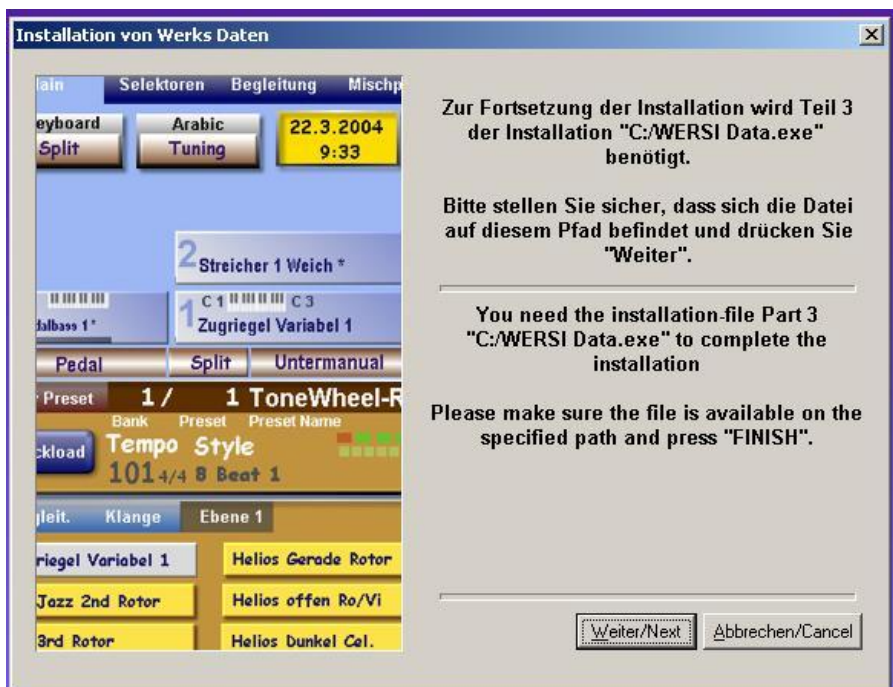 Installation von Werks Daten
Selektoren Begleitung Mischp
eyboard
Split
Arabic
Tuning
22.3.2004
9:33
2 Streicher 1 Weich *
1 C 1 C 3
Zugriegel Variabel 1
Pedal Split Untermanual
Preset 1 / 1 ToneWheel-R
Bank Preset Preset Name
ckload Tempo Style
101 4/4 8 Beat 1
gleit. Klänge Ebene 1
riegel Variabel 1 Helios Gerade Rotor
Jazz 2nd Rotor Helios offen Ro/Vi
3rd Rotor Helios Dunkel Cel.
Zur Fortsetzung der Installation wird Teil 3
der Installation "C:/WERSI Data.exe"
benötigt.
Bitte stellen Sie sicher, dass sich die Datei
auf diesem Pfad befindet und drücken Sie
"Weiter".
You need the installation-file Part 3
"C:/WERSI Data.exe" to complete the
installation
Please make sure the file is available on the
specified path and press "FINISH".
Weiter/Next Abbrechen/Cancel